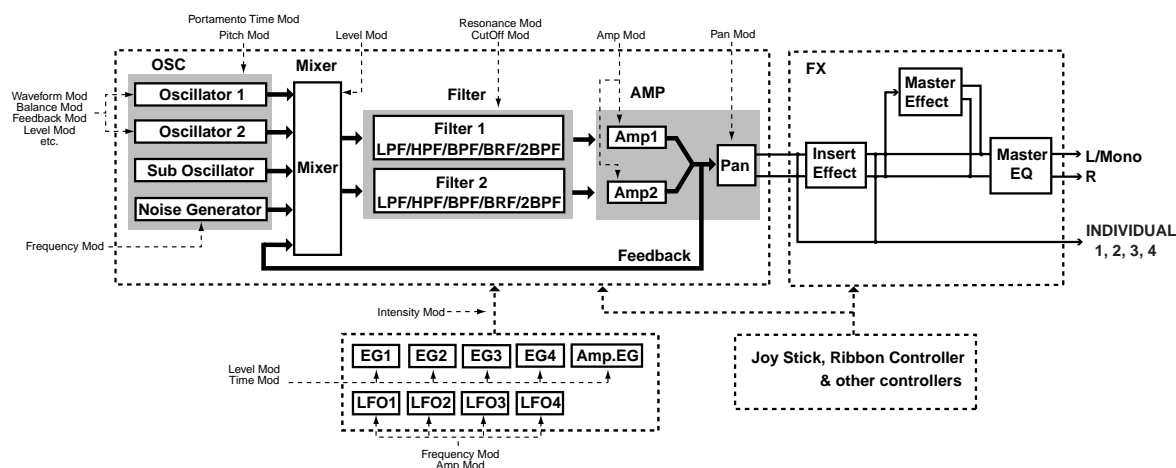 Portamento Time Mod
Pitch Mod
Level Mod
Resonance Mod
CutOff Mod
Amp Mod
Pan Mod
OSC
Mixer
Filter
AMP
FX
Waveform Mod
Balance Mod
Feedback Mod
Level Mod
etc.
Oscillator 1
Oscillator 2
Sub Oscillator
Noise Generator
Frequency Mod
Mixer
Filter 1
LPF/HPF/BPF/BRF/2BPF
Filter 2
LPF/HPF/BPF/BRF/2BPF
Amp1
Amp2
Pan
Feedback
Insert
Effect
Master
Effect
Master
EQ
L/Mono
R
INDIVIDUAL
1, 2, 3, 4
Intensity Mod
Level Mod
Time Mod
EG1
EG2
EG3
EG4
Amp.EG
LFO1
LFO2
LFO3
LFO4
Frequency Mod
Amp Mod
Joy Stick, Ribbon Controller
& other controllers